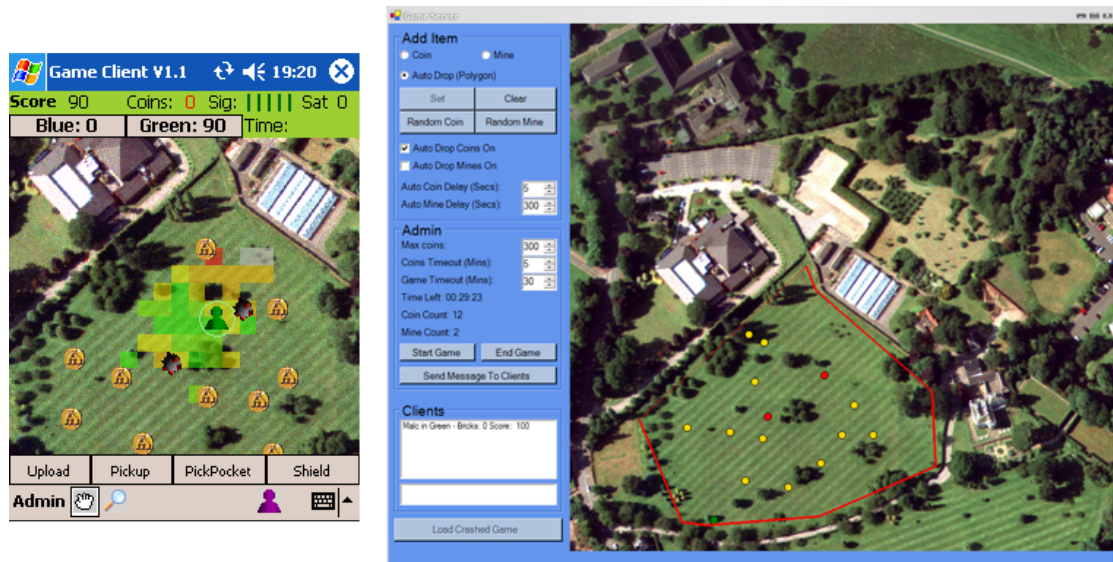 Game Client V1.1 19:20
Score 90 Coins: 0 Sig: Sat 0
Blue: 0 Green: 90 Time:
Upload Pickup PickPocket Shield
Admin
Game Server
Add Item
Coin Mine
Auto Drop (Polygon)
Set Clear
Random Coin Random Mine
Auto Drop Coins On
Auto Drop Mines On
Auto Coin Delay (Secs): 5
Auto Mine Delay (Secs): 300
Admin
Max coins: 300
Coins Timeout (Mins): 5
Game Timeout (Mins): 30
Time Left: 00:29:23
Coin Count: 12
Mine Count: 2
Start Game End Game
Send Message To Clients
Clients
Malc in Green - Bricks: 0 Score: 100
Load Crashed Game